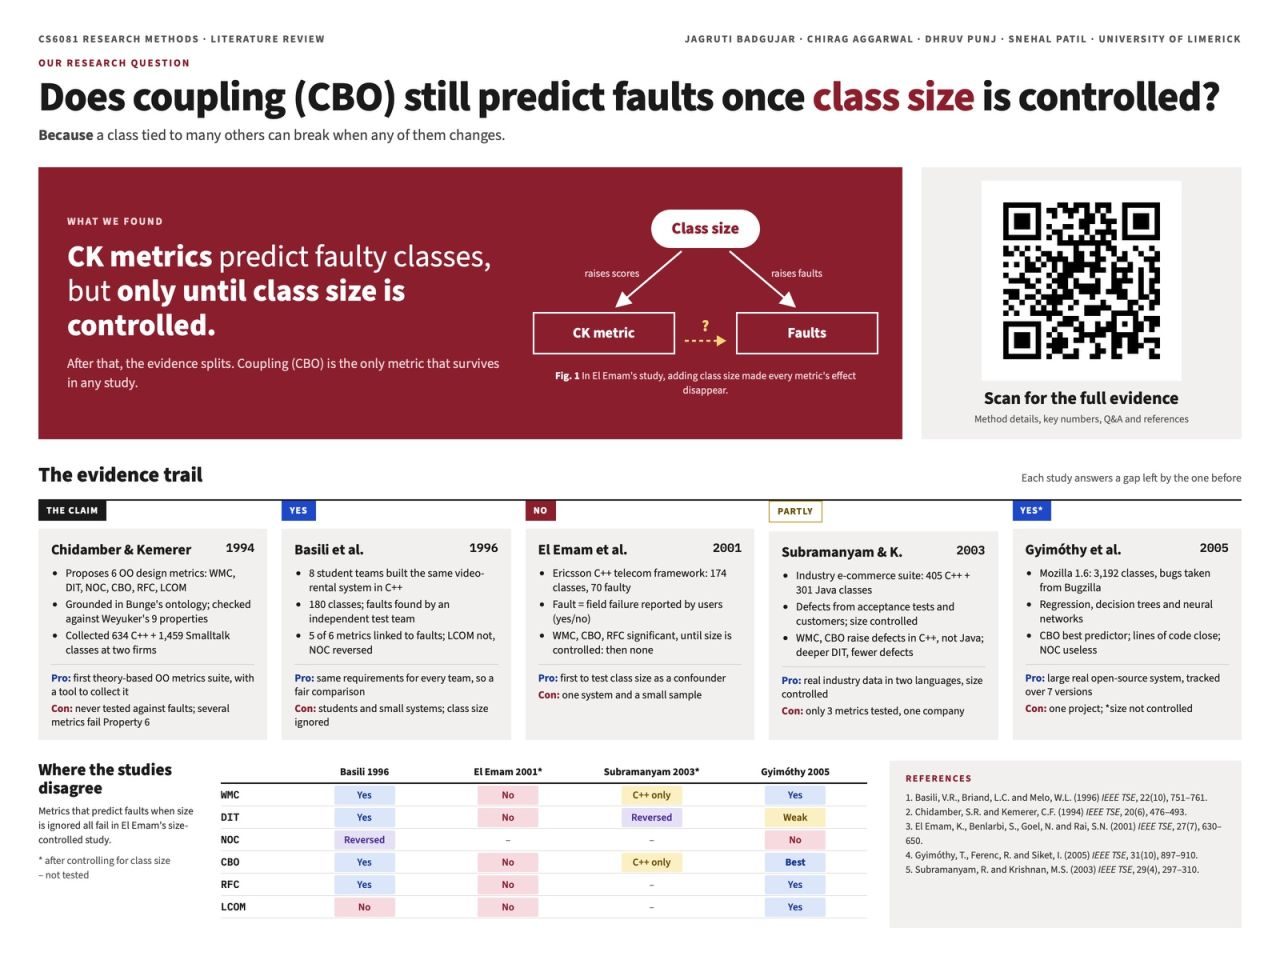 CS6081 RESEARCH METHODS · LITERATURE REVIEW
JAGRUTI BADGUJAR · CHIRAG AGGARWAL · DHRUV PUNJ · SNEHAL PATIL · UNIVERSITY OF LIMERICK
OUR RESEARCH QUESTION
Does coupling (CBO) still predict faults once class size is controlled?
Because a class tied to many others can break when any of them changes.
WHAT WE FOUND
CK metrics predict faulty classes,
but only until class size is
controlled.
After that, the evidence splits. Coupling (CBO) is the only metric that survives
in any study.
Class size
raises scores
raises faults
CK metric
?
Faults
Fig. 1 In El Emam's study, adding class size made every metric's effect
disappear.
Scan for the full evidence
Method details, key numbers, Q&A and references
The evidence trail
Each study answers a gap left by the one before
THE CLAIM
Chidamber & Kemerer 1994
• Proposes 6 OO design metrics: WMC,
DIT, NOC, CBO, RFC, LCOM
• Grounded in Bunge's ontology; checked
against Weyuker's 9 properties
• Collected 634 C++ + 1,459 Smalltalk
classes at two firms
Pro: first theory-based OO metrics suite, with
a tool to collect it
Con: never tested against faults; several
metrics fail Property 6
YES
Basili et al. 1996
• 8 student teams built the same video-
rental system in C++
• 180 classes; faults found by an
independent test team
• 5 of 6 metrics linked to faults; LCOM not,
NOC reversed
Pro: same requirements for every team, so a
fair comparison
Con: students and small systems; class size
ignored
NO
El Emam et al. 2001
• Ericsson C++ telecom framework: 174
classes, 70 faulty
• Fault = field failure reported by users
(yes/no)
• WMC, CBO, RFC significant, until size is
controlled: then none
Pro: first to test class size as a confounder
Con: one system and a small sample
PARTLY
Subramanyam & K. 2003
• Industry e-commerce suite: 405 C++ +
301 Java classes
• Defects from acceptance tests and
customers; size controlled
• WMC, CBO raise defects in C++, not Java;
deeper DIT, fewer defects
Pro: real industry data in two languages, size
controlled
Con: only 3 metrics tested, one company
YES*
Gyimóthy et al. 2005
• Mozilla 1.6: 3,192 classes, bugs taken
from Bugzilla
• Regression, decision trees and neural
networks
• CBO best predictor; lines of code close;
NOC useless
Pro: large real open-source system, tracked
over 7 versions
Con: one project; *size not controlled
Where the studies
disagree
Metrics that predict faults when size
is ignored all fail in El Emam's size-
controlled study.
* after controlling for class size
– not tested
Basili 1996 El Emam 2001* Subramanyam 2003* Gyimóthy 2005
WMC Yes No C++ only Yes
DIT Yes No Reversed Weak
NOC Reversed – – No
CBO Yes No C++ only Best
RFC Yes No – Yes
LCOM No No – Yes
REFERENCES
1. Basili, V.R., Briand, L.C. and Melo, W.L. (1996) IEEE TSE, 22(10), 751–761.
2. Chidamber, S.R. and Kemerer, C.F. (1994) IEEE TSE, 20(6), 476–493.
3. El Emam, K., Benlarbi, S., Goel, N. and Rai, S.N. (2001) IEEE TSE, 27(7), 630–
650.
4. Gyimóthy, T., Ferenc, R. and Siket, I. (2005) IEEE TSE, 31(10), 897–910.
5. Subramanyam, R. and Krishnan, M.S. (2003) IEEE TSE, 29(4), 297–310.